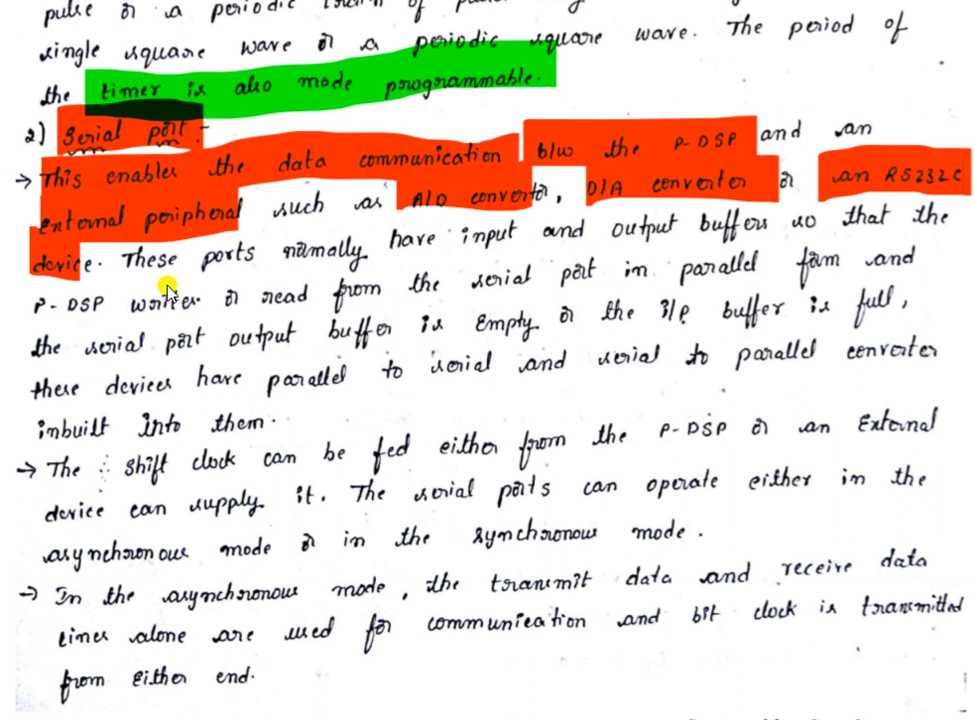 pulse or a periodic train of
single square wave or a periodic square wave. The period of
the timer is also made programmable.
2) Serial port :-
→ This enables the data communication b/w the P-DSP and an
External peripheral such as A/D convertor, D/A converter or an RS232C
device. These ports normally have input and output buffers so that the
P-DSP writes or read from the serial port in parallel form and
the serial port output buffer is Empty or the i/p buffer is full,
these devices have parallel to serial and serial to parallel converter
inbuilt into them.
→ The shift clock can be fed either from the P-DSP or an External
device can supply it. The serial ports can operate either in the
asynchronous mode or in the synchronous mode.
→ In the asynchronous mode, the transmit data and receive data
lines alone are used for communication and bit clock is transmitted
from Either end.